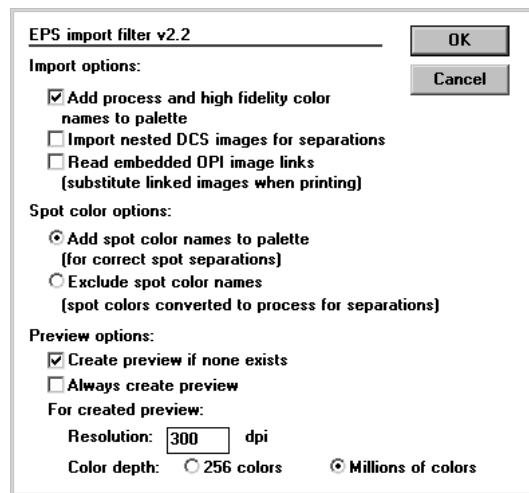 EPS import filter v2.2
OK
Import options:
Cancel
Add process and high fidelity color
names to palette
Import nested DCS images for separations
Read embedded OPI image links
(substitute linked images when printing)
Spot color options:
Add spot color names to palette
(for correct spot separations)
Exclude spot color names
(spot colors converted to process for separations)
Preview options:
Create preview if none exists
Always create preview
For created preview:
Resolution: 300 dpi
Color depth: 256 colors Millions of colors